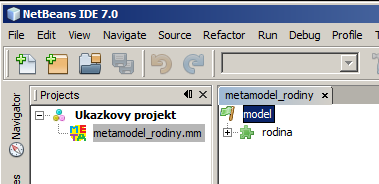 NetBeans IDE 7.0
File Edit View Navigate Source Refactor Run Debug Profile
Projects
metamodel_rodiny
Navigator
Ukazkovy projekt
META
metamodel_rodiny.mm
model
rodina